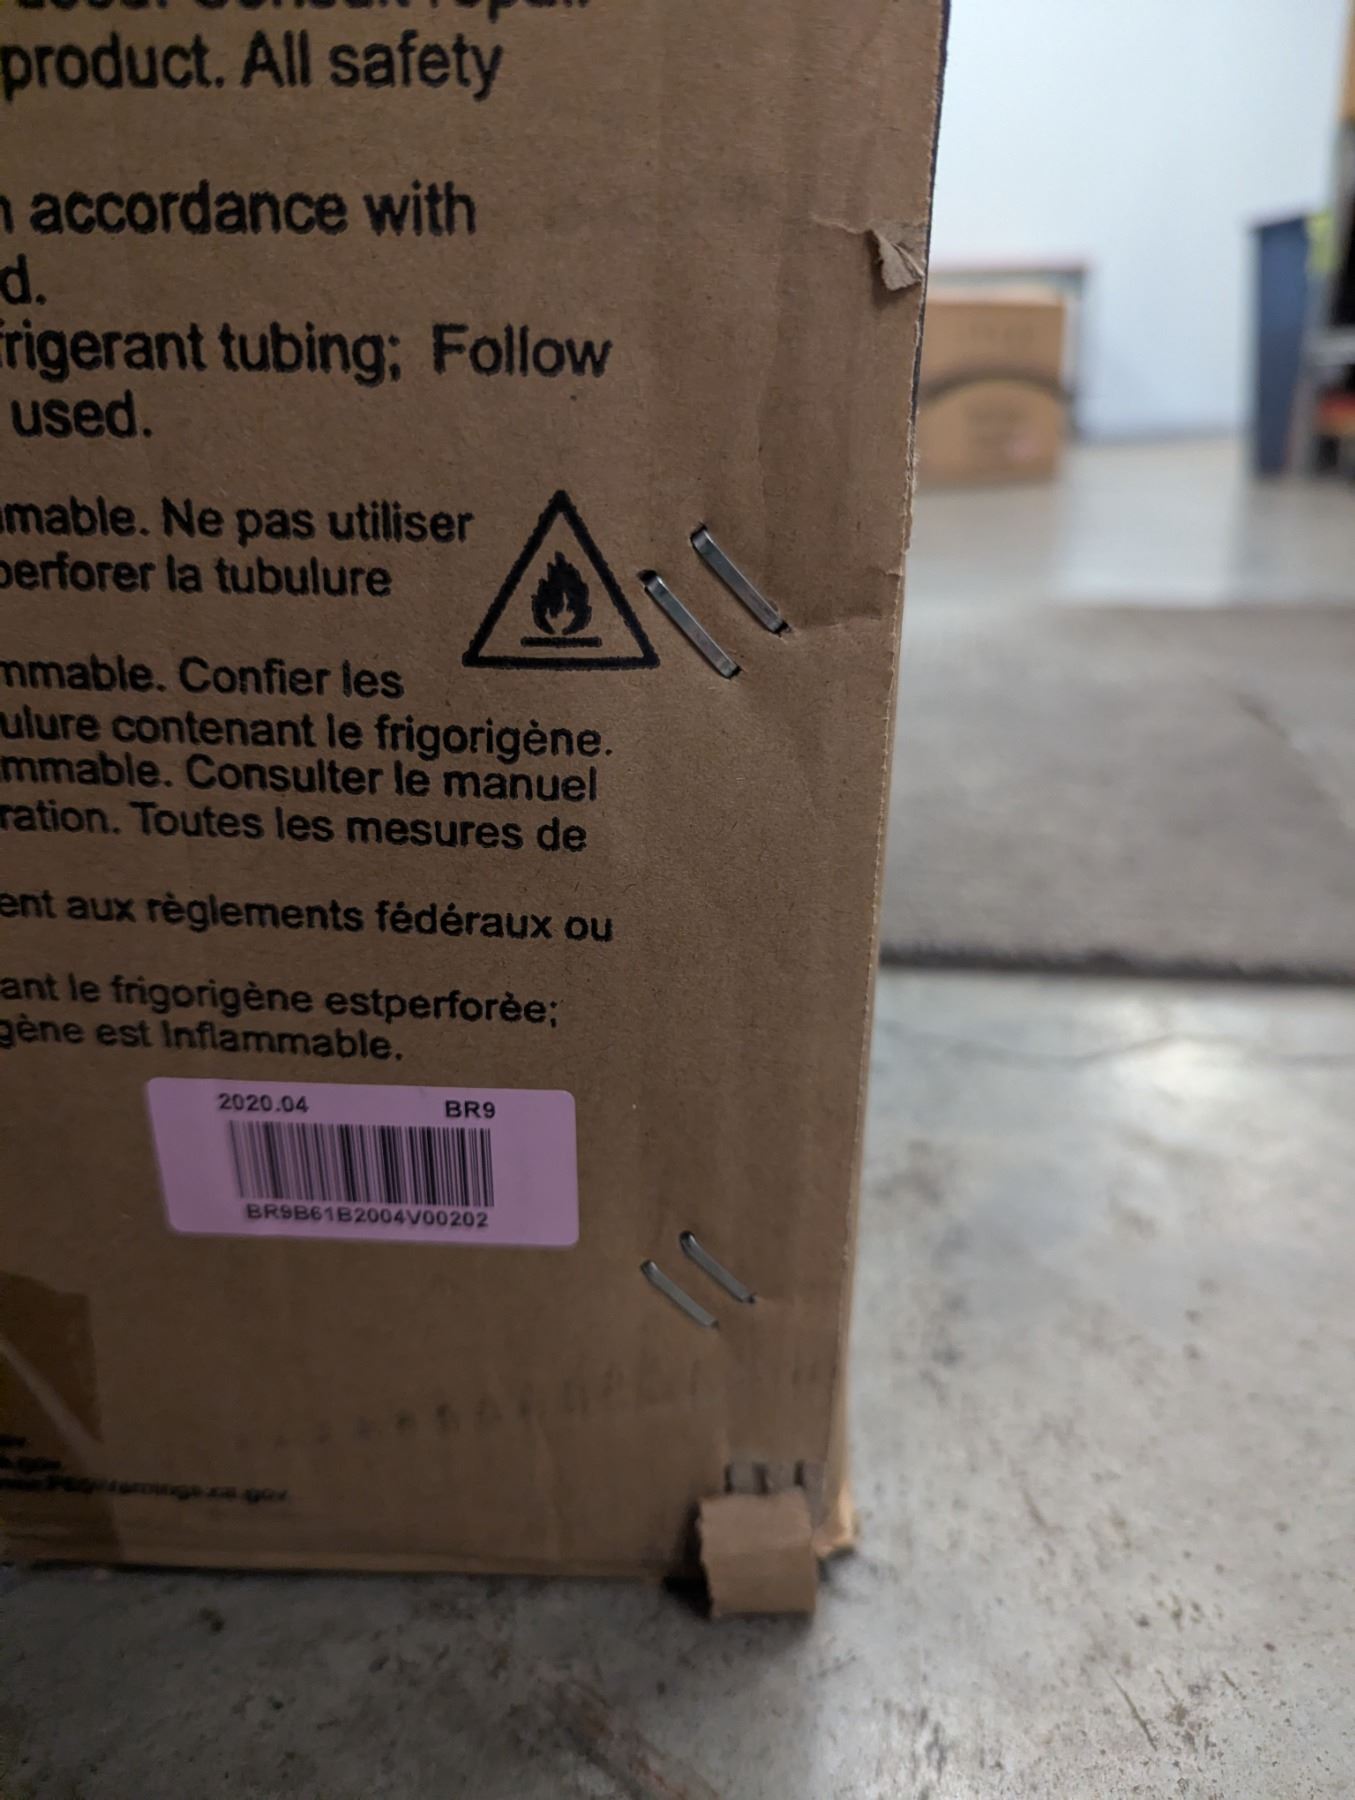 product. All safety
accordance with
d.
frigerant tubing; Follow
used.
mmable. Ne pas utiliser
perforer la tubulure
mmable. Confier les
ulure contenant le frigorigène.
mmable. Consulter le manuel
ration. Toutes les mesures de
ent aux règlements fédéraux ou
ant le frigorigène estperforèe;
gène est Inflammable.
2020.04 BR9
BR9B61B2004V00202